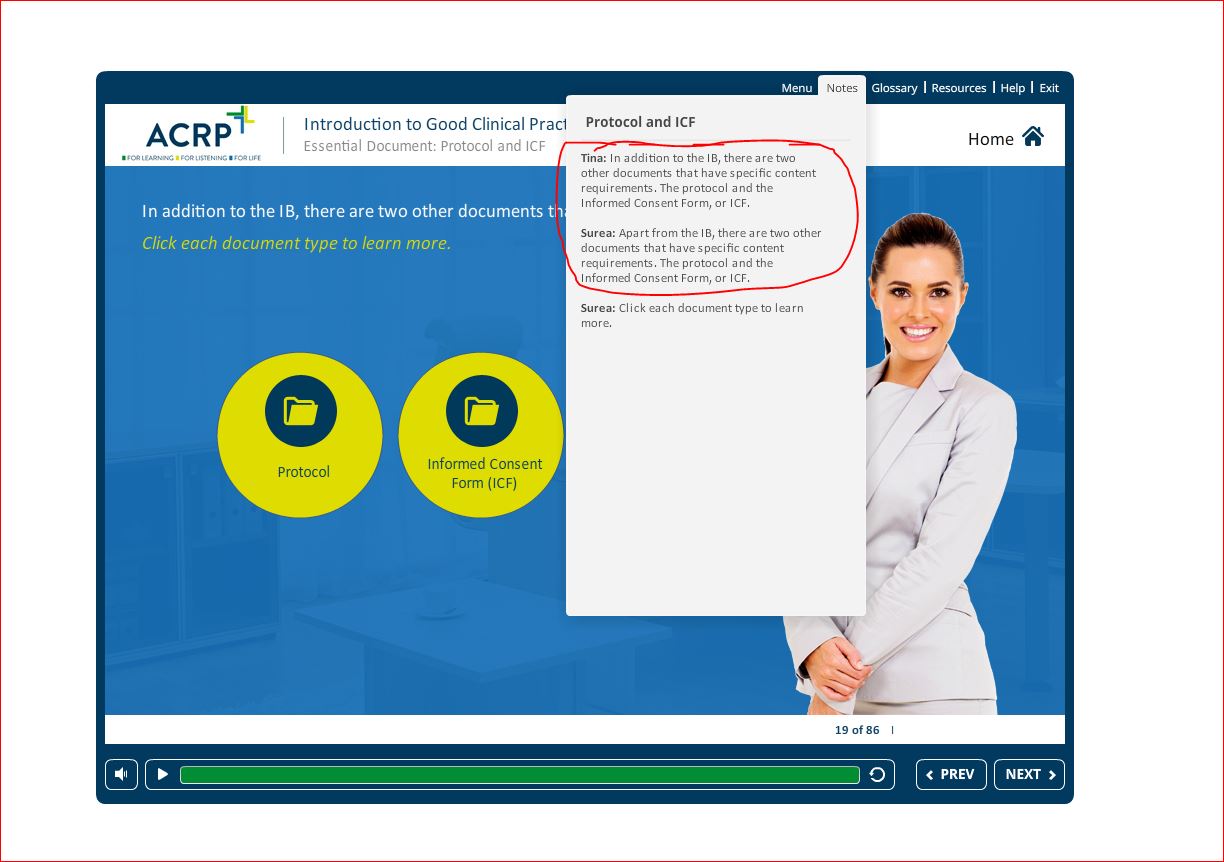 Menu Notes Glossary Resources Help Exit
ACRP
FOR LEARNING FOR LISTENING FOR LIFE
Introduction to Good Clinical Pract
Essential Document: Protocol and ICF
Home
In addition to the IB, there are two other documents tha
Click each document type to learn more.
Protocol
Informed Consent
Form (ICF)
Protocol and ICF
Tina: In addition to the IB, there are two
other documents that have specific content
requirements. The protocol and the
Informed Consent Form, or ICF.
Surea: Apart from the IB, there are two other
documents that have specific content
requirements. The protocol and the
Informed Consent Form, or ICF.
Surea: Click each document type to learn
more.
19 of 86 |
PREV
NEXT